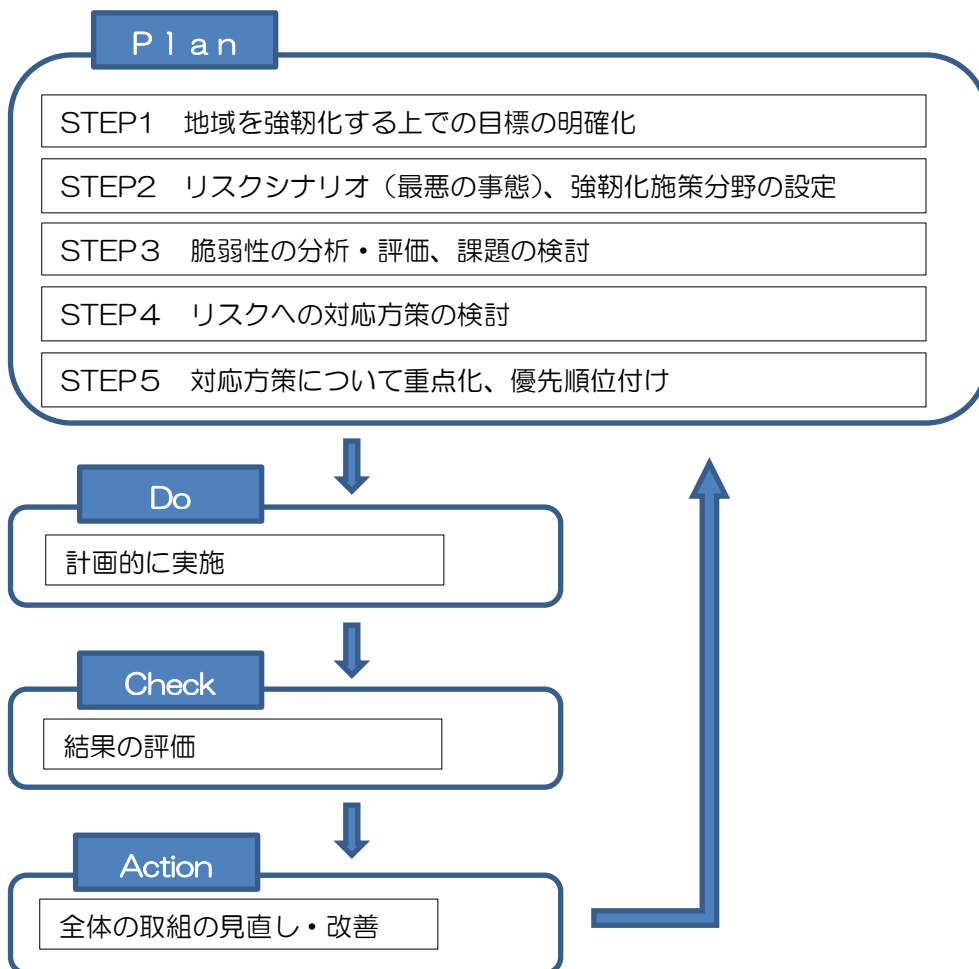 Plan
STEP1 地域を強靭化する上での目標の明確化
STEP2 リスクシナリオ（最悪の事態）、強靭化施策分野の設定
STEP3 脆弱性の分析・評価、課題の検討
STEP4 リスクへの対応方策の検討
STEP5 対応方策について重点化、優先順位付け
Do
計画的に実施
Check
結果の評価
Action
全体の取組の見直し・改善